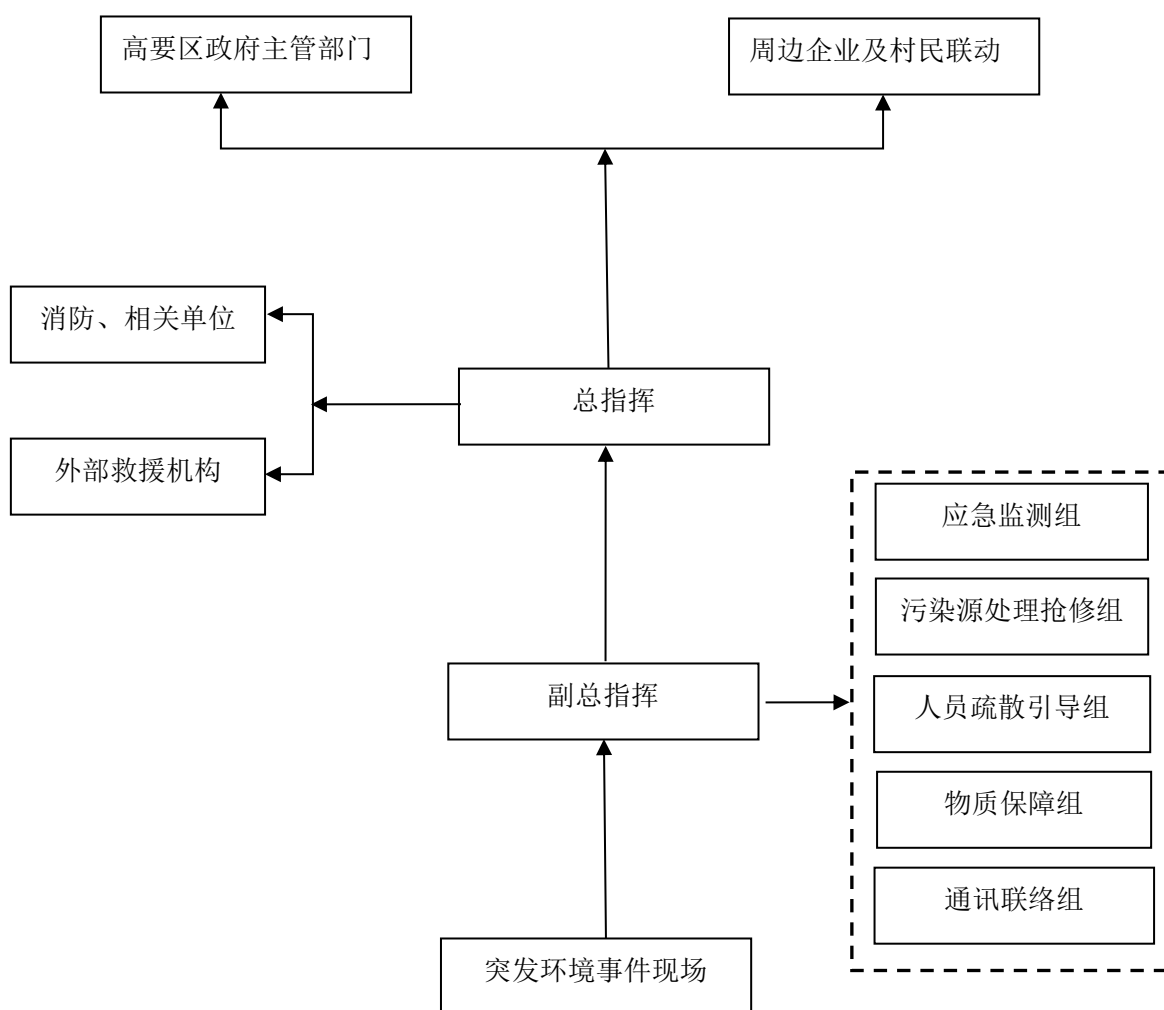 高要区政府主管部门
周边企业及村民联动
消防、相关单位
总指挥
外部救援机构
应急监测组
污染源处理抢修组
副总指挥
人员疏散引导组
物质保障组
通讯联络组
突发环境事件现场